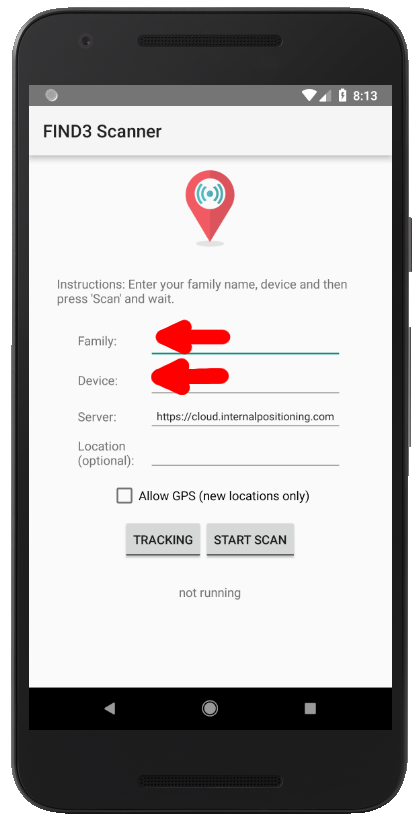 8:13
FIND3 Scanner
Instructions: Enter your family name, device and then
press 'Scan' and wait.
Family:
Device:
Server: https://cloud.internalpositioning.com
Location
(optional):
Allow GPS (new locations only)
TRACKING START SCAN
not running